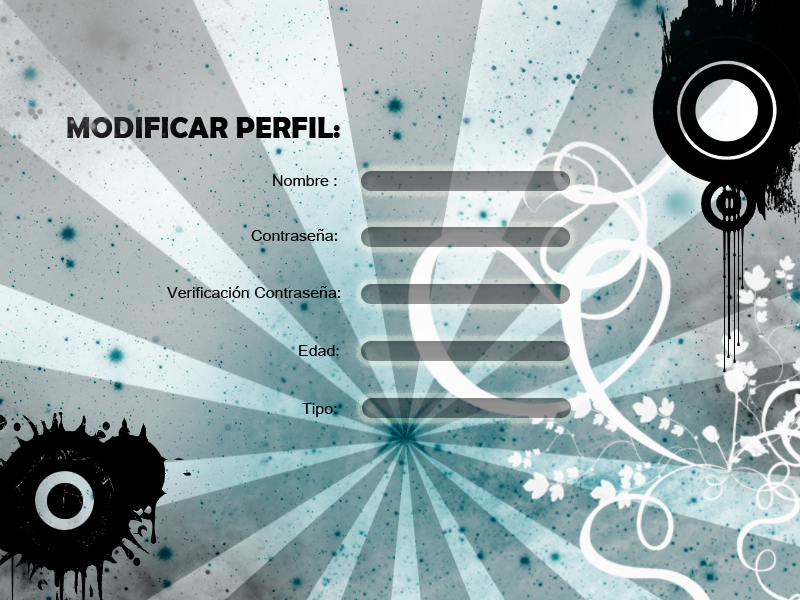 MODIFICAR PERFIL:
Nombre :
Contraseña:
Verificación Contraseña:
Edad:
Tipo: